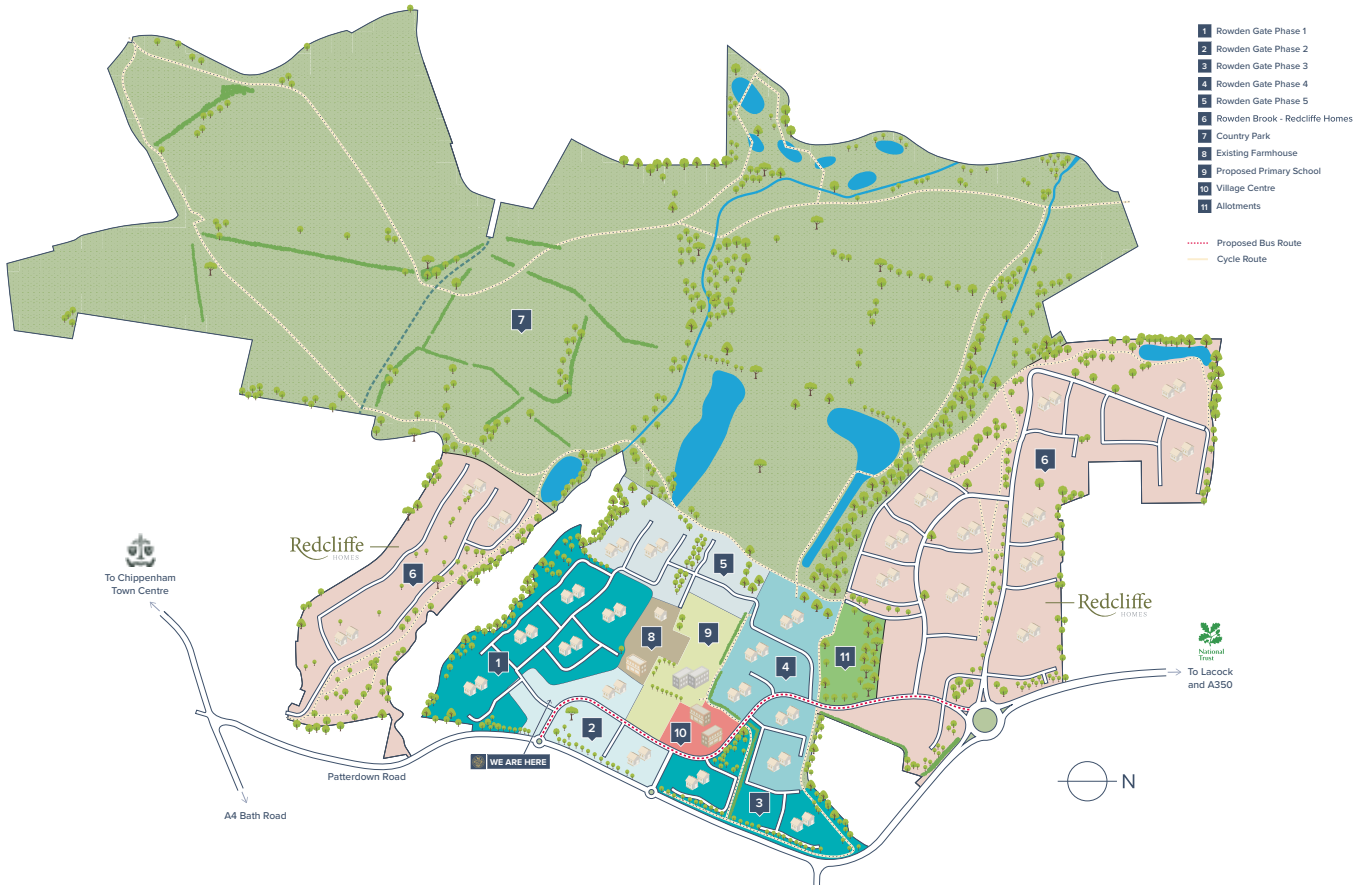 1 Rowden Gate Phase 1
2 Rowden Gate Phase 2
3 Rowden Gate Phase 3
4 Rowden Gate Phase 4
5 Rowden Gate Phase 5
6 Rowden Brook - Redcliffe Homes
7 Country Park
8 Existing Farmhouse
9 Proposed Primary School
10 Village Centre
11 Allotments
Proposed Bus Route
Cycle Route
7
6
Redcliffe
HOMES
6
5
To Chippenham
Town Centre
Redcliffe
HOMES
8
9
11
4
1
National
Trust
To Lacock
and A350
2
10
WE ARE HERE
Patterdown Road
N
3
A4 Bath Road